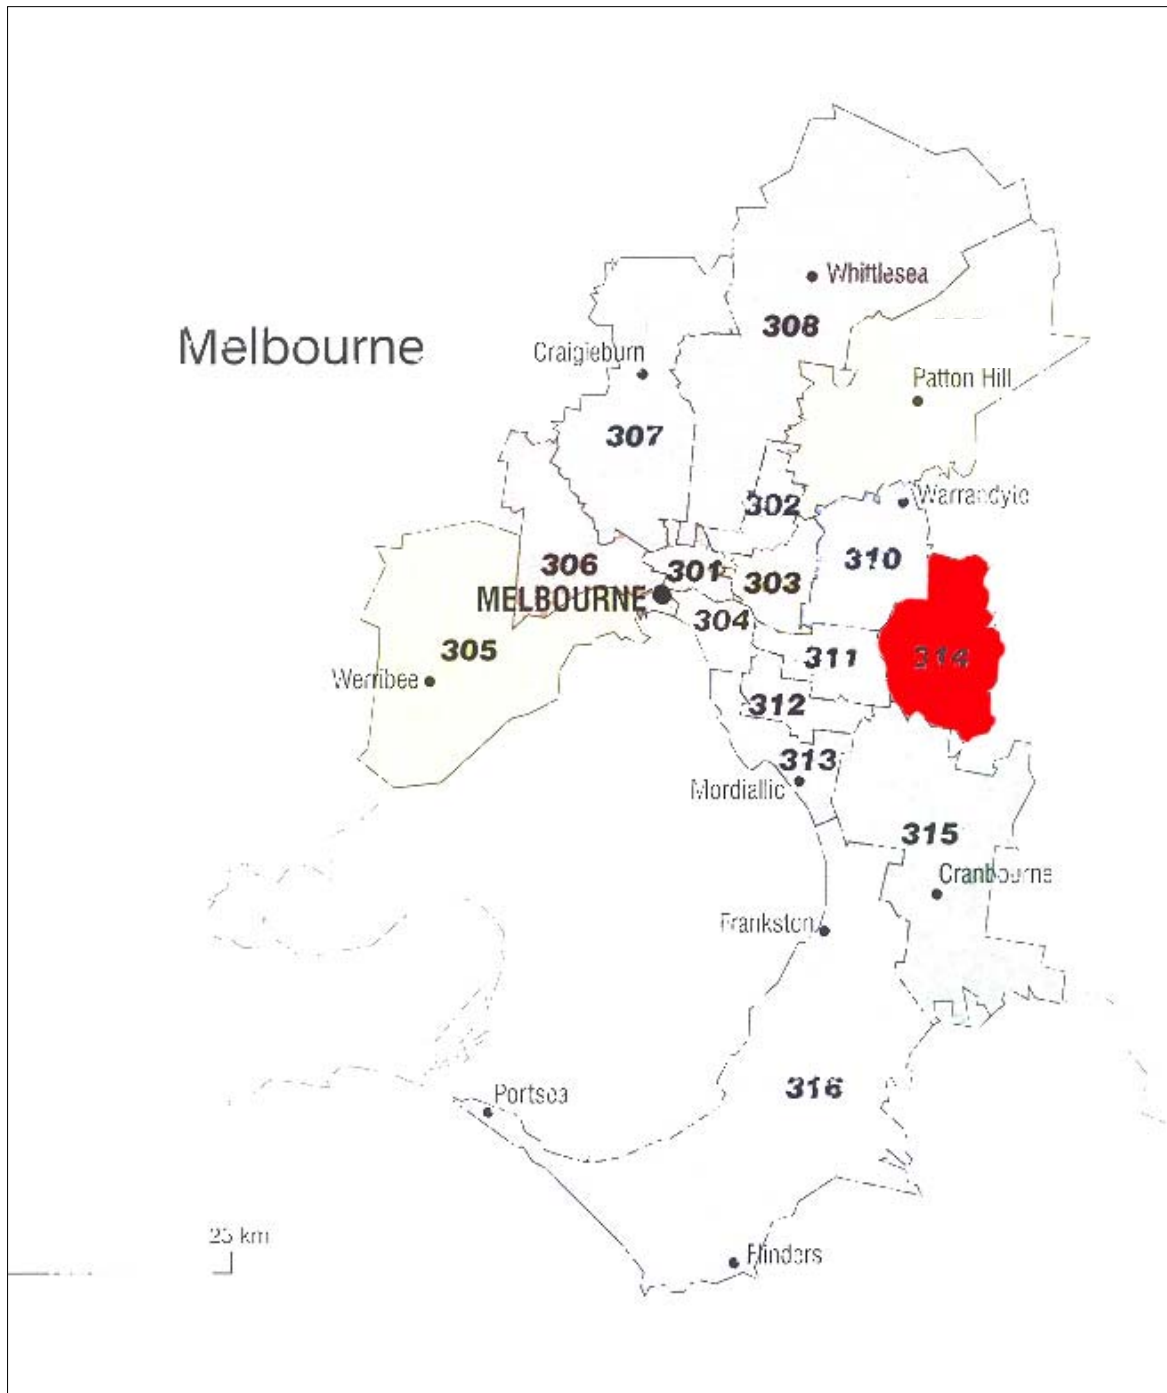 Whittlesea
308
Melbourne
Craigieburn
Patton Hill
307
302
Warrandyte
306
301
303
310
MELBOURNE
304
305
311
314
Werribee
312
313
Mordiallic
315
Cranbourne
Frankston
316
Portsea
25 km
Flinders